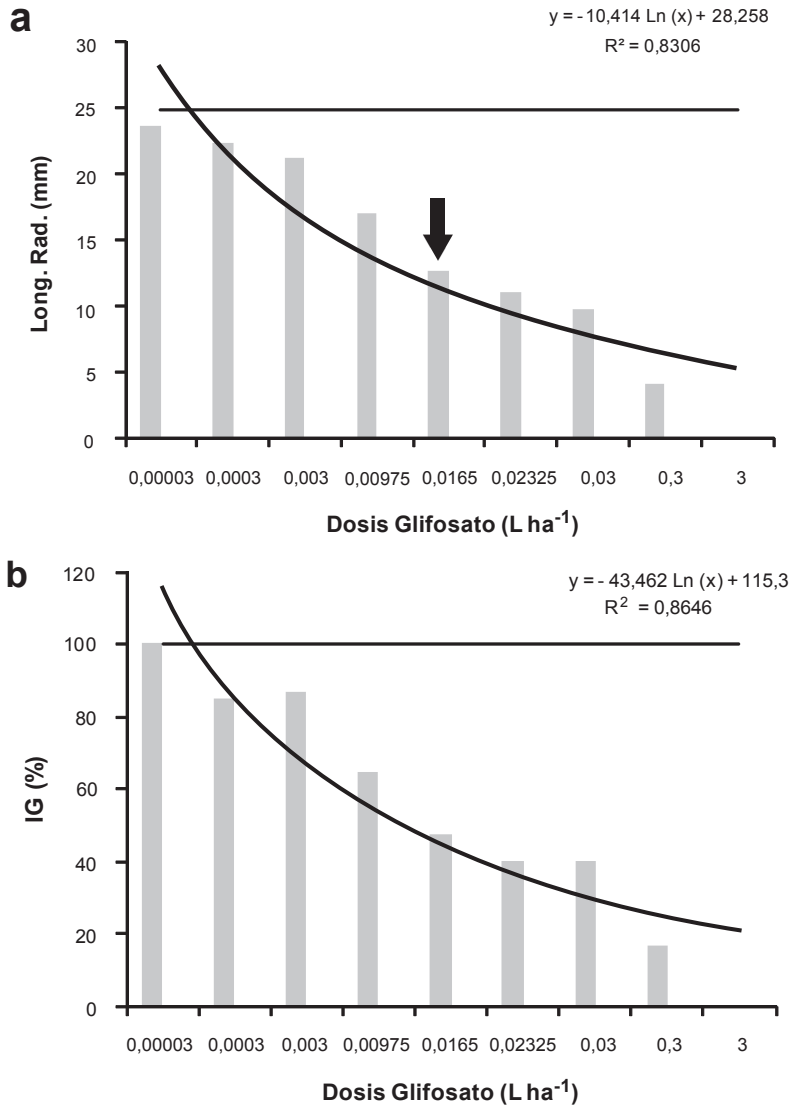 a
y = - 10,414 Ln (x) + 28,258
R² = 0,8306
30
25
20
15
10
5
0
Long. Rad. (mm)
0,00003 0,0003 0,003 0,00975 0,0165 0,02325 0,03 0,3 3
Dosis Glifosato (L ha-1)
b
y = - 43,462 Ln (x) + 115,3
R2 = 0,8646
120
100
80
60
40
20
0
IG (%)
0,00003 0,0003 0,003 0,00975 0,0165 0,02325 0,03 0,3 3
Dosis Glifosato (L ha-1)